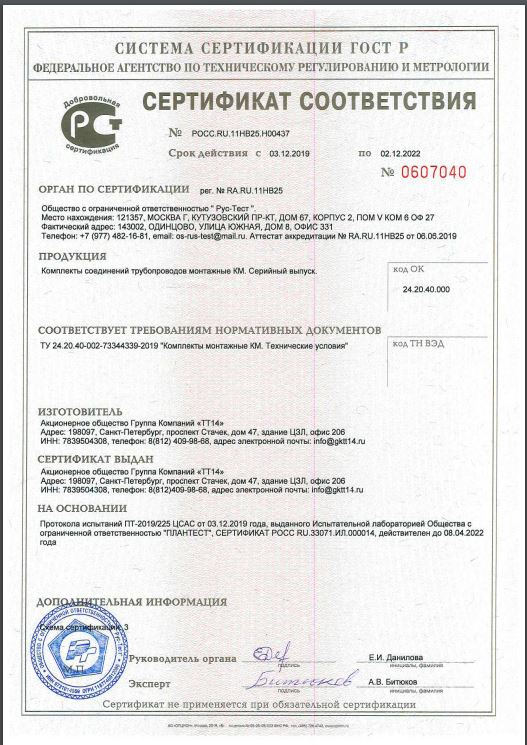 СИСТЕМА СЕРТИФИКАЦИИ ГОСТ Р
ФЕДЕРАЛЬНОЕ АГЕНТСТВО ПО ТЕХНИЧЕСКОМУ РЕГУЛИРОВАНИЮ И МЕТРОЛОГИИ
Добровольная
РСТ
сертификация
СЕРТИФИКАТ СООТВЕТСТВИЯ
№ РОСС.RU.11НВ25.Н00437
Срок действия с 03.12.2019 по 02.12.2022
№ 0607040
ОРГАН ПО СЕРТИФИКАЦИИ рег. № RA.RU.11НВ25
Общество с ограниченной ответственностью " Рус-Тест ".
Место нахождения: 121357, МОСКВА Г, КУТУЗОВСКИЙ ПР-КТ, ДОМ 67, КОРПУС 2, ПОМ V КОМ 6 ОФ 27
Фактический адрес: 143002, ОДИНЦОВО, УЛИЦА ЮЖНАЯ, ДОМ 8, ОФИС 331
Телефон: +7 (977) 482-16-81, email: os-rus-test@mail.ru. Аттестат аккредитации № RA.RU.11НВ25 от 06.05.2019
ПРОДУКЦИЯ
Комплекты соединений трубопроводов монтажные КМ. Серийный выпуск.
код ОК
24.20.40.000
СООТВЕТСТВУЕТ ТРЕБОВАНИЯМ НОРМАТИВНЫХ ДОКУМЕНТОВ
ТУ 24.20.40-002-73344339-2019 "Комплекты монтажные КМ. Технические условия"
код ТН ВЭД
ИЗГОТОВИТЕЛЬ
Акционерное общество Группа Компаний «ТТ14»
Адрес: 198097, Санкт-Петербург, проспект Стачек, дом 47, здание ЦЗЛ, офис 206
ИНН: 7839504308, телефон: 8(812) 409-98-68, адрес электронной почты: info@gktt14.ru
СЕРТИФИКАТ ВЫДАН
Акционерное общество Группа Компаний «ТТ14»
Адрес: 198097, Санкт-Петербург, проспект Стачек, дом 47, здание ЦЗЛ, офис 206
ИНН: 7839504308, телефон: 8(812)409-98-68, адрес электронной почты: info@gktt14.ru
НА ОСНОВАНИИ
Протокола испытаний ПТ-2019/225 ЦСАС от 03.12.2019 года, выданного Испытательной лабораторией Общества с
ограниченной ответственностью "ПЛАНТЕСТ", СЕРТИФИКАТ РОСС RU.33071.ИЛ.000014, действителен до 08.04.2022
года
ДОПОЛНИТЕЛЬНАЯ ИНФОРМАЦИЯ
Схема сертификации: 3
М.П.
Руководитель органа
подпись
Е.И. Данилова
инициалы, фамилия
Эксперт
Битюков
подпись
А.В. Битюков
инициалы, фамилия
Сертификат не применяется при обязательной сертификации